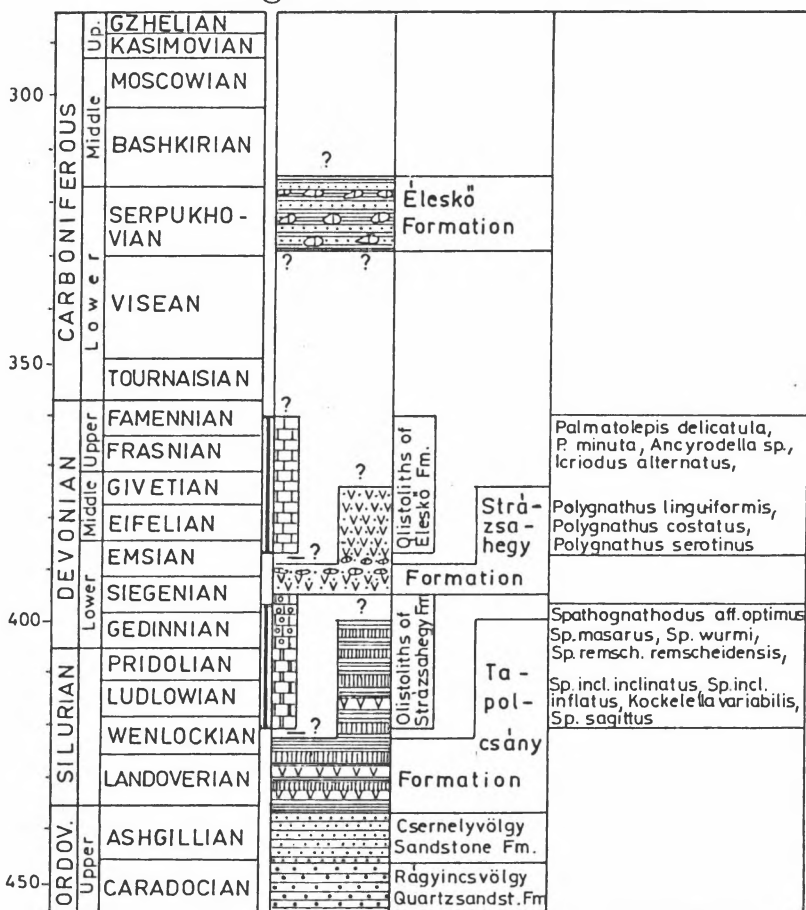 Up.
GZHELIAN
KASIMOVIAN
300
Middle
MOSCOWIAN
BASHKIRIAN
?
CARBONIFEROUS
SERPUKHO-
VIAN
Éleskő
Formation
? ?
Lower
VISEAN
350
TOURNAISIAN
?
DEVONIAN
Upper
FAMENNIAN
FRASNIAN
Olistoliths of
Éleskő Fm.
Palmatolepis delicatula,
P. minuta, Ancyrodella sp.,
Icriodus alternatus,
?
Middle
GIVETIAN
EIFELIAN
Strá-
zsa-
hegy
Polygnathus linguiformis,
Polygnathus costatus,
Polygnathus serotinus
?
Lower
EMSIAN
SIEGENIAN
Formation
400
GEDINNIAN
?
Olistoliths of
Strázsahegy Fm
Spathognathodus aff.optimus
Sp.masarus, Sp. wurmi,
Sp.remsch. remscheidensis,
SILURIAN
PRIDOLIAN
LUDLOWIAN
Ta-
pol-
csány
Sp.incl.inclinatus, Sp.incl.
inflatus, Kockelella variabilis,
Sp. sagittus
?
WENLOCKIAN
LANDOVERIAN
Formation
ORDOV.
Upper
ASHGILLIAN
Csernelyvölgy
Sandstone Fm.
450
CARADOCIAN
Rágyincsvölgy
Quartzsandst.Fm